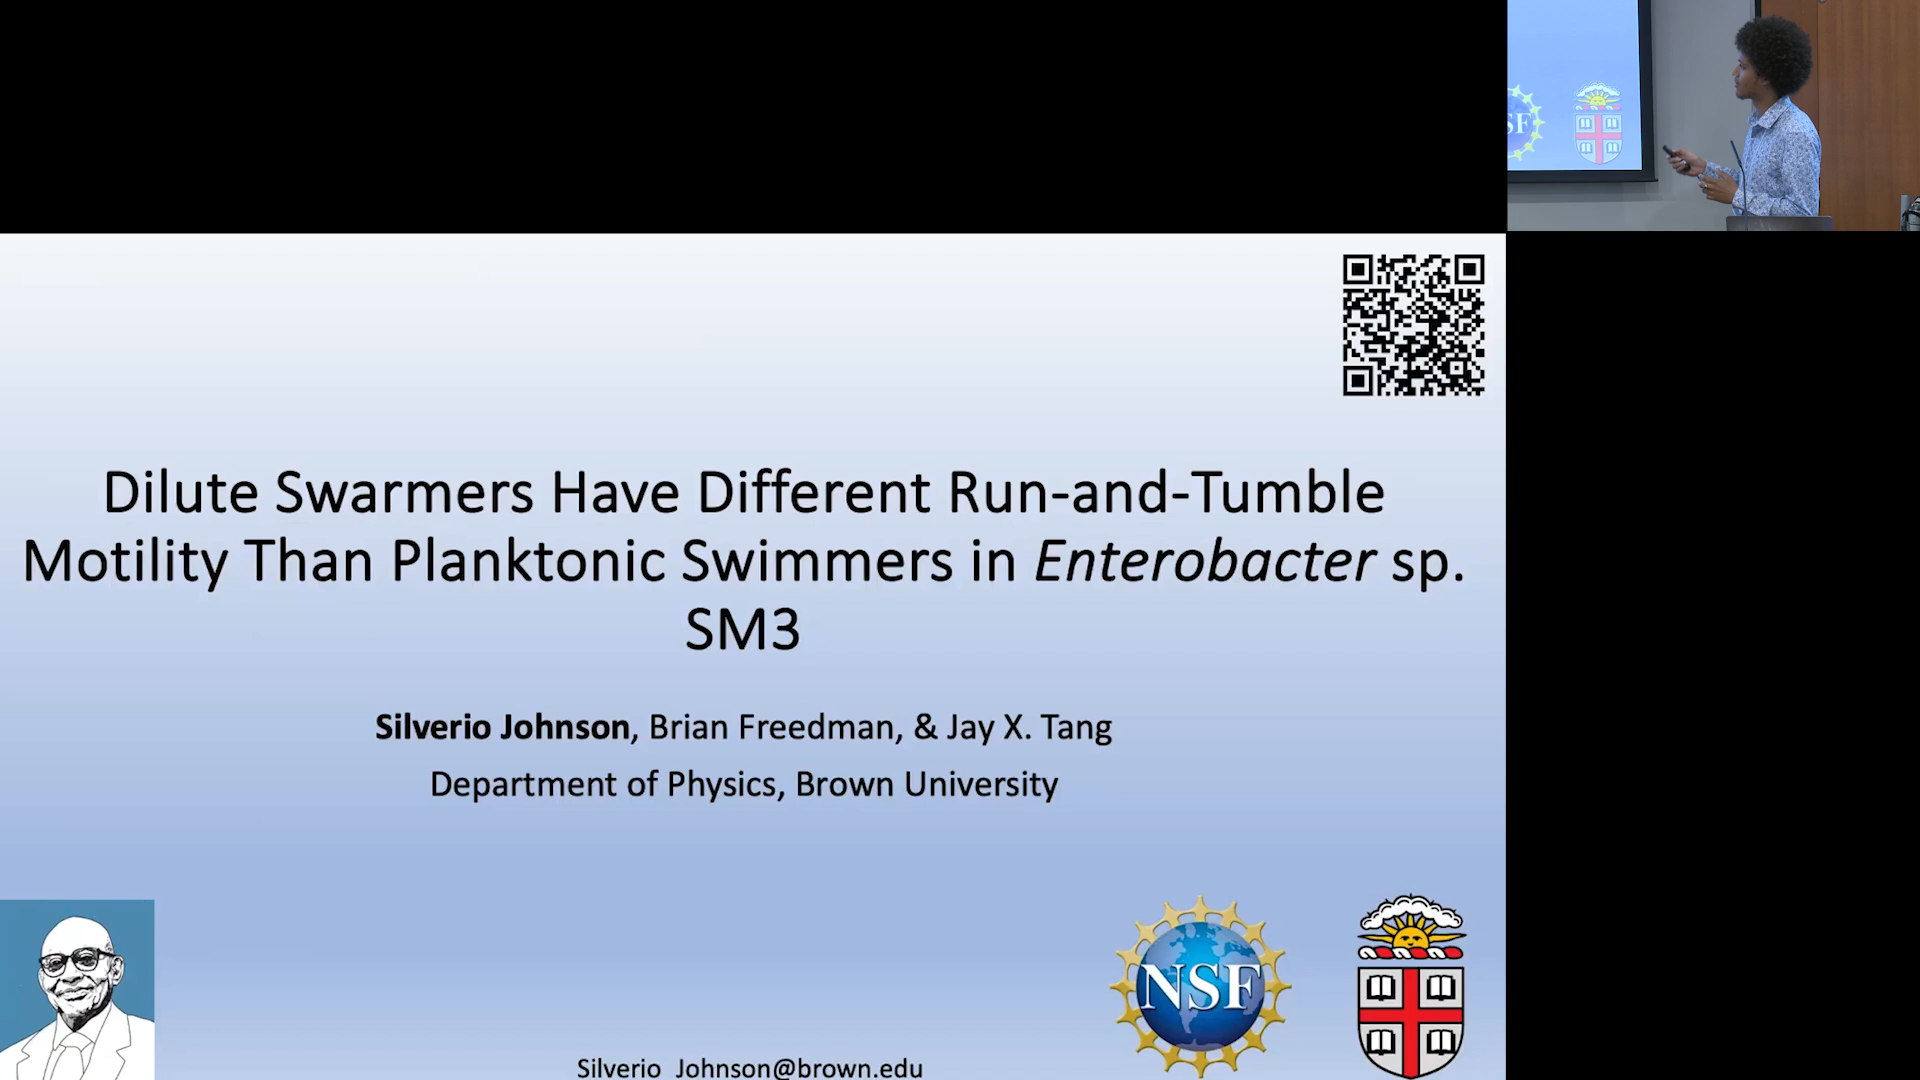 SF
Dilute Swarmers Have Different Run-and-Tumble
Motility Than Planktonic Swimmers in Enterobacter sp.
SM3
Silverio Johnson, Brian Freedman, & Jay X. Tang
Department of Physics, Brown University
NSF
Silverio_Johnson@brown.edu